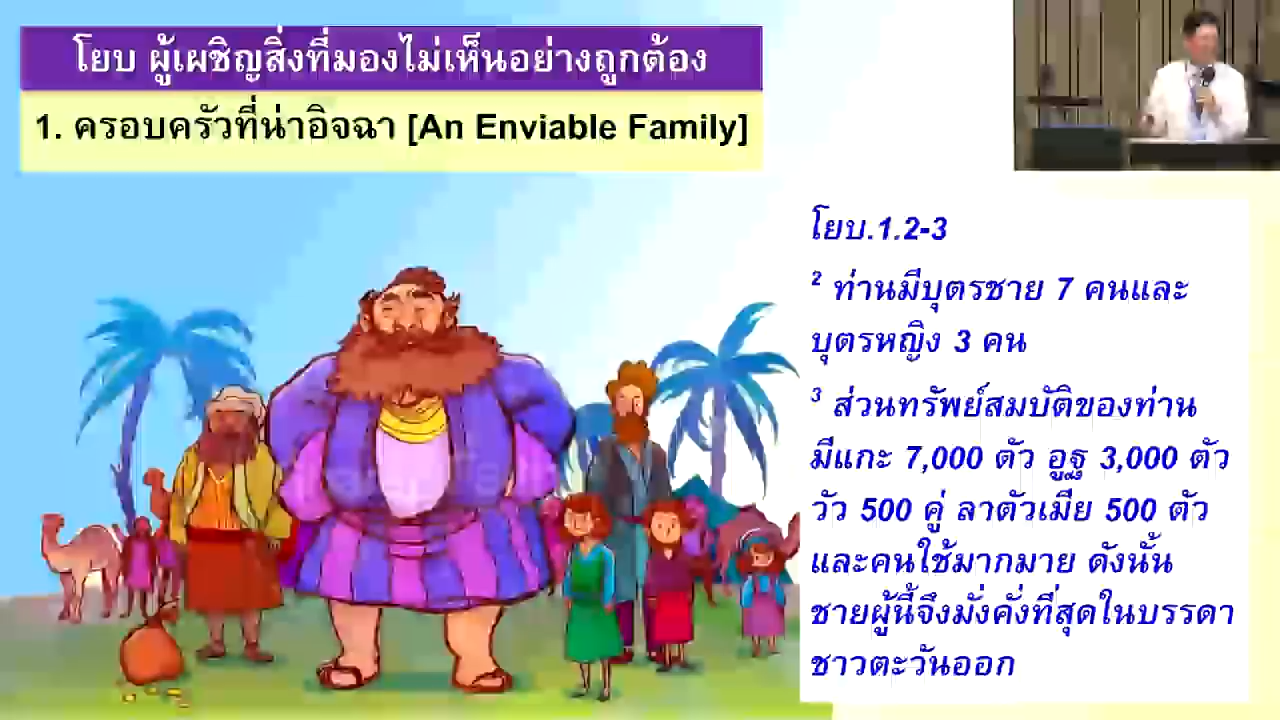 โยบ ผู้เผชิญสิ่งที่มองไม่เห็นอย่างถูกต้อง
1. ครอบครัวที่น่าอิจฉา [An Enviable Family]
โยบ.1.2-3
2 ท่านมีบุตรชาย 7 คนและ
บุตรหญิง 3 คน
3 ส่วนทรัพย์สมบัติของท่าน
มีแกะ 7,000 ตัว อูฐ 3,000 ตัว
วัว 500 คู่ ลาตัวเมีย 500 ตัว
และคนใช้มากมาย ดังนั้น
ชายผู้นี้จึงมั่งคั่งที่สุดในบรรดา
ชาวตะวันออก